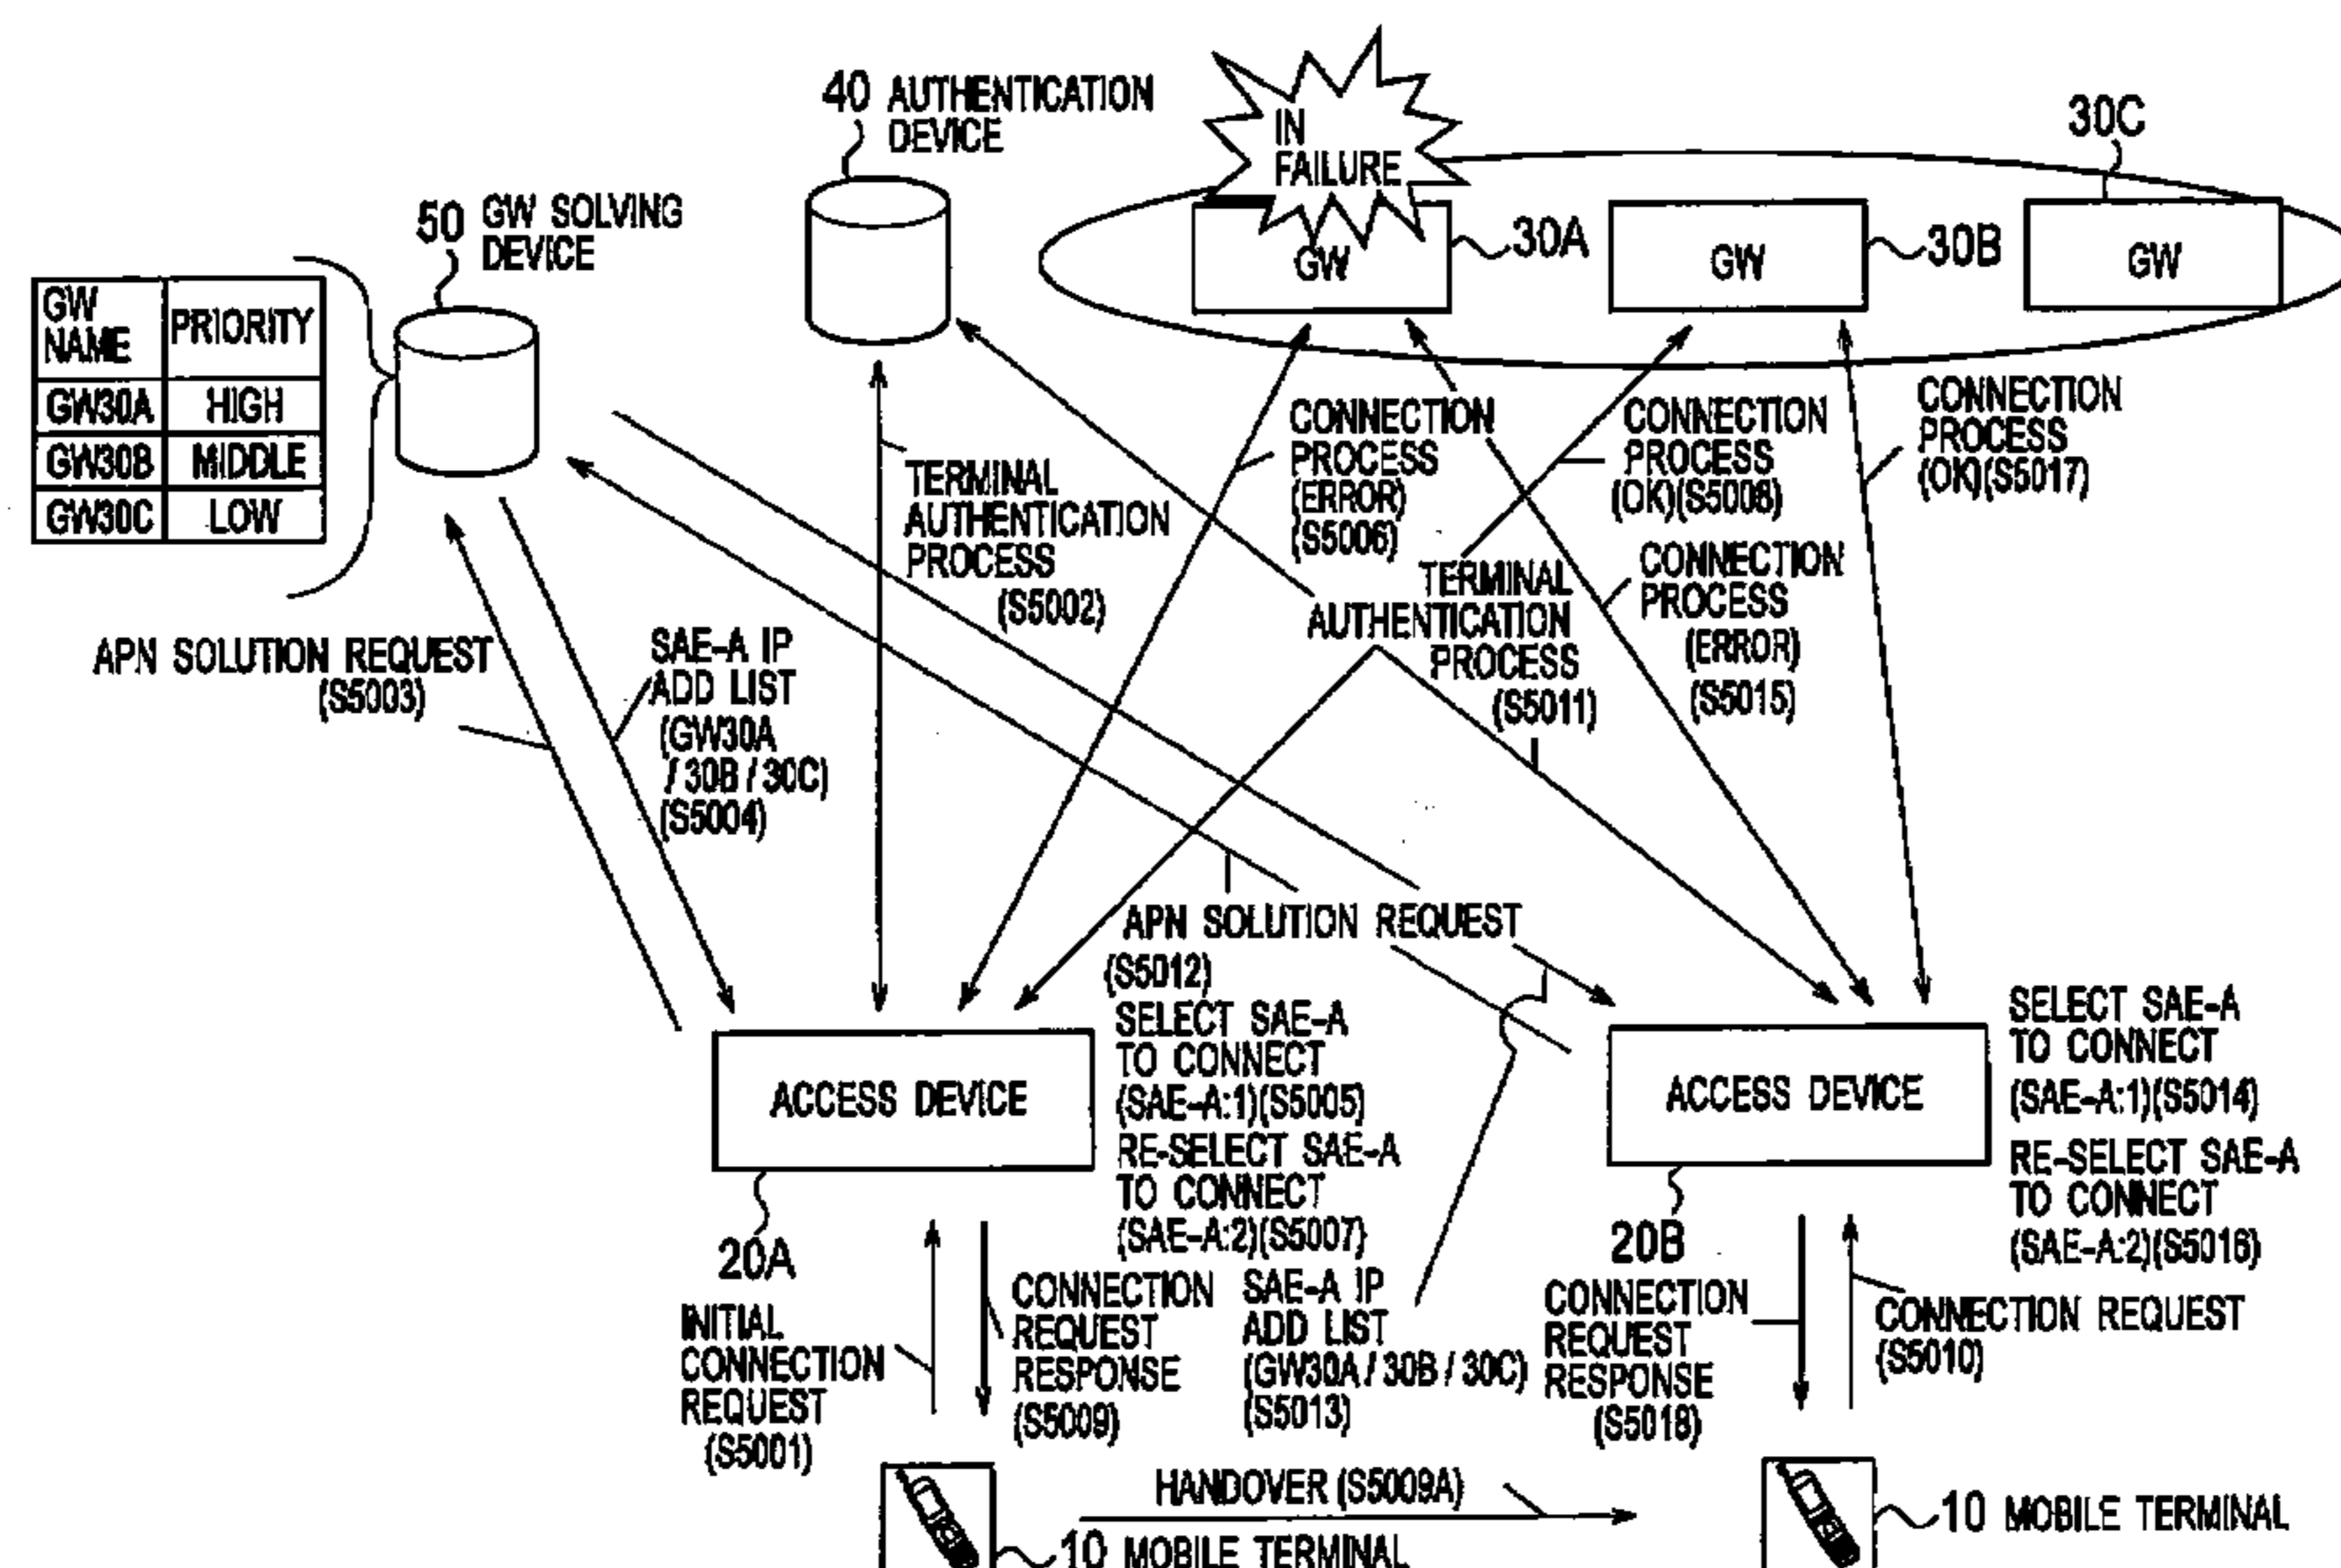 40 AUTHENTICATION
DEVICE
IN
FAILURE
30C
50 GW SOLVING
DEVICE
GW
30A
GW
30B
GW
GW
NAME
PRIORITY
GW30A
HIGH
GW30B
MIDDLE
GW30C
LOW
CONNECTION
PROCESS
(ERROR)
(S5006)
CONNECTION
PROCESS
(OK)(S5008)
CONNECTION
PROCESS
(OK)(S5017)
TERMINAL
AUTHENTICATION
PROCESS
(S5002)
TERMINAL
AUTHENTICATION
PROCESS
(S5011)
CONNECTION
PROCESS
(ERROR)
(S5015)
APN SOLUTION REQUEST
(S5003)
SAE-A IP
ADD LIST
(GW30A
/ 30B / 30C)
(S5004)
APN SOLUTION REQUEST
(S5012)
ACCESS DEVICE
20A
SELECT SAE-A
TO CONNECT
(SAE-A:1)(S5005)
RE-SELECT SAE-A
TO CONNECT
(SAE-A:2)(S5007)
ACCESS DEVICE
20B
SELECT SAE-A
TO CONNECT
(SAE-A:1)(S5014)
RE-SELECT SAE-A
TO CONNECT
(SAE-A:2)(S5016)
INITIAL
CONNECTION
REQUEST
(S5001)
CONNECTION
REQUEST
RESPONSE
(S5009)
SAE-A IP
ADD LIST
(GW30A / 30B / 30C)
(S5013)
CONNECTION
REQUEST
RESPONSE
(S5018)
CONNECTION REQUEST
(S5010)
HANDOVER (S5009A)
10 MOBILE TERMINAL
10 MOBILE TERMINAL